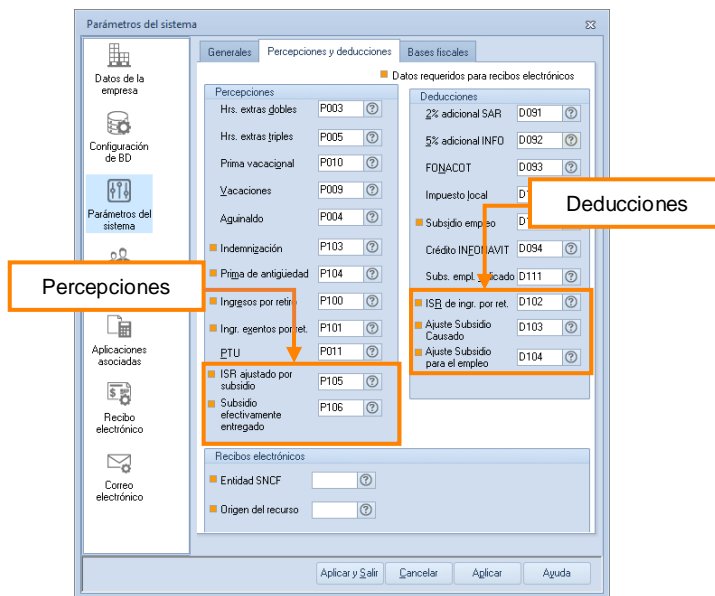 Parámetros del sistema
Datos de la
empresa
Configuración
de BD
Parámetros del
sistema
Aplicaciones
asociadas
Recibo
electrónico
Correo
electrónico
Generales
Percepciones y deducciones
Bases fiscales
Datos requeridos para recibos electrónicos
Percepciones
Hrs. extras dobles P003
Hrs. extras triples P005
Prima vacacional P010
Vacaciones P009
Aguinaldo P004
Indemnización P103
Prima de antigüedad P104
Ingresos por retiro P100
Ingr. exentos por ret. P101
PTU P011
ISR ajustado por
subsidio P105
Subsidio
efectivamente
entregado P106
Deducciones
2% adicional SAR D091
5% adicional INFO D092
FONACOT D093
Impuesto local
Subsidio empleo
Crédito INFONAVIT D094
Subs. empl. D111
ISR de ingr. por ret. D102
Ajuste Subsidio
Causado D103
Ajuste Subsidio
para el empleo D104
Percepciones
Deducciones
Recibos electrónicos
Entidad SNCF
Origen del recurso
Aplicar y Salir
Cancelar
Aplicar
Ayuda